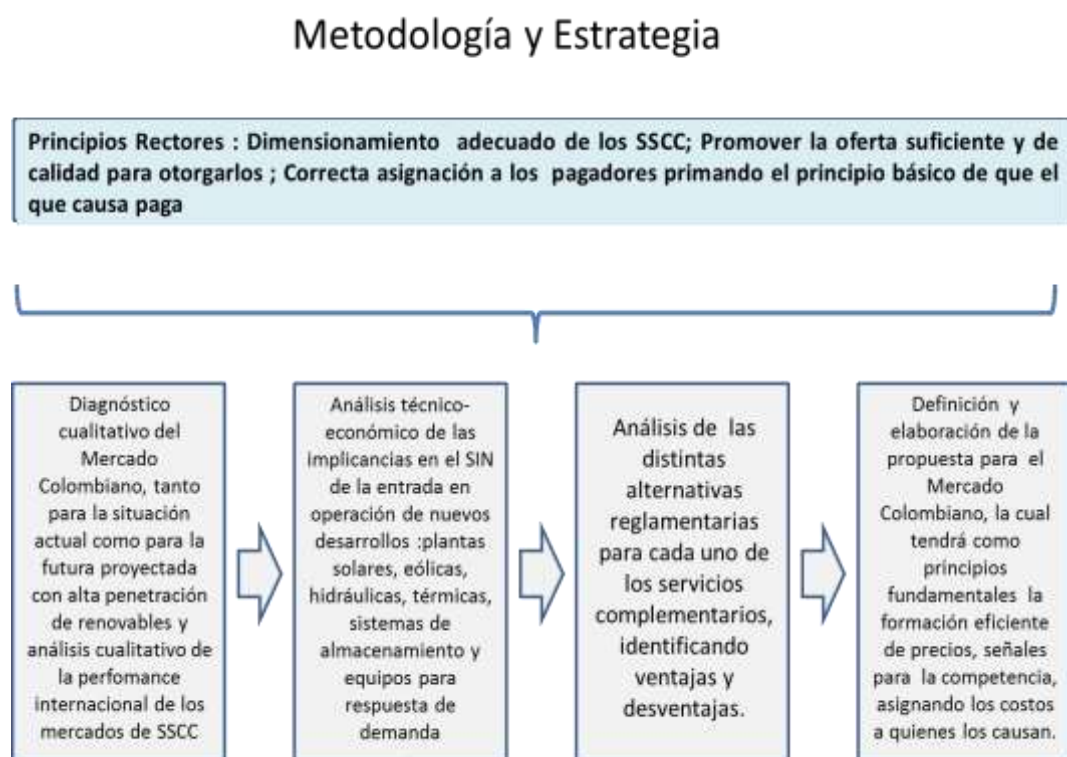 Metodología y Estrategia
Principios Rectores : Dimensionamiento adecuado de los SSCC; Promover la oferta suficiente y de
calidad para otorgarlos ; Correcta asignación a los pagadores primando el principio básico de que el
que causa paga
Diagnóstico
cualitativo del
Mercado
Colombiano, tanto
para la situación
actual como para la
futura proyectada
con alta penetración
de renovables y
análisis cualitativo de
la perfomance
internacional de los
mercados de SSCC
Análisis técnico-
económico de las
implicancias en el SIN
de la entrada en
operación de nuevos
desarrollos :plantas
solares, eólicas,
hidráulicas, térmicas,
sistemas de
almacenamiento y
equipos para
respuesta de
demanda
Análisis de las
distintas
alternativas
reglamentarias
para cada uno de
los servicios
complementarios,
identificando
ventajas y
desventajas.
Definición y
elaboración de la
propuesta para el
Mercado
Colombiano, la cual
tendrá como
principios
fundamentales la
formación eficiente
de precios, señales
para la competencia,
asignando los costos
a quienes los causan.